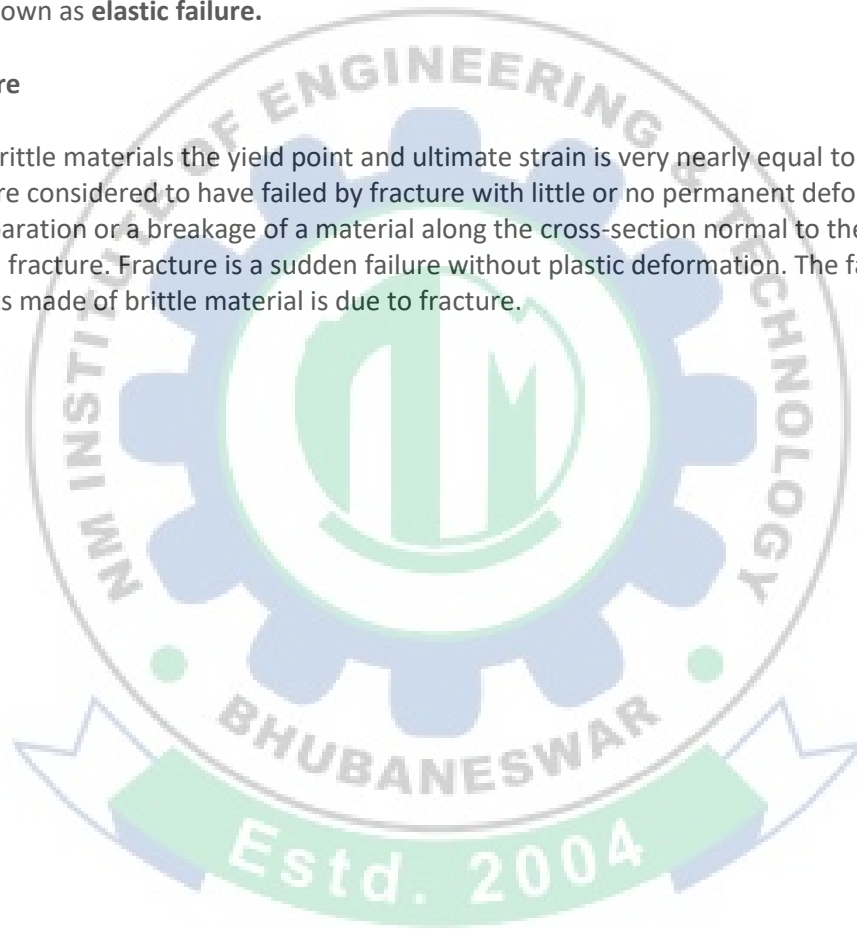 own as elastic failure.
re
rittle materials the yield point and ultimate strain is very nearly equal to
re considered to have failed by fracture with little or no permanent defo
paration or a breakage of a material along the cross-section normal to the
fracture. Fracture is a sudden failure without plastic deformation. The fa
s made of brittle material is due to fracture.
NM INSTITUTE OF ENGINEERING & TECHNOLOGY
BHUBANESWAR
Estd. 2004